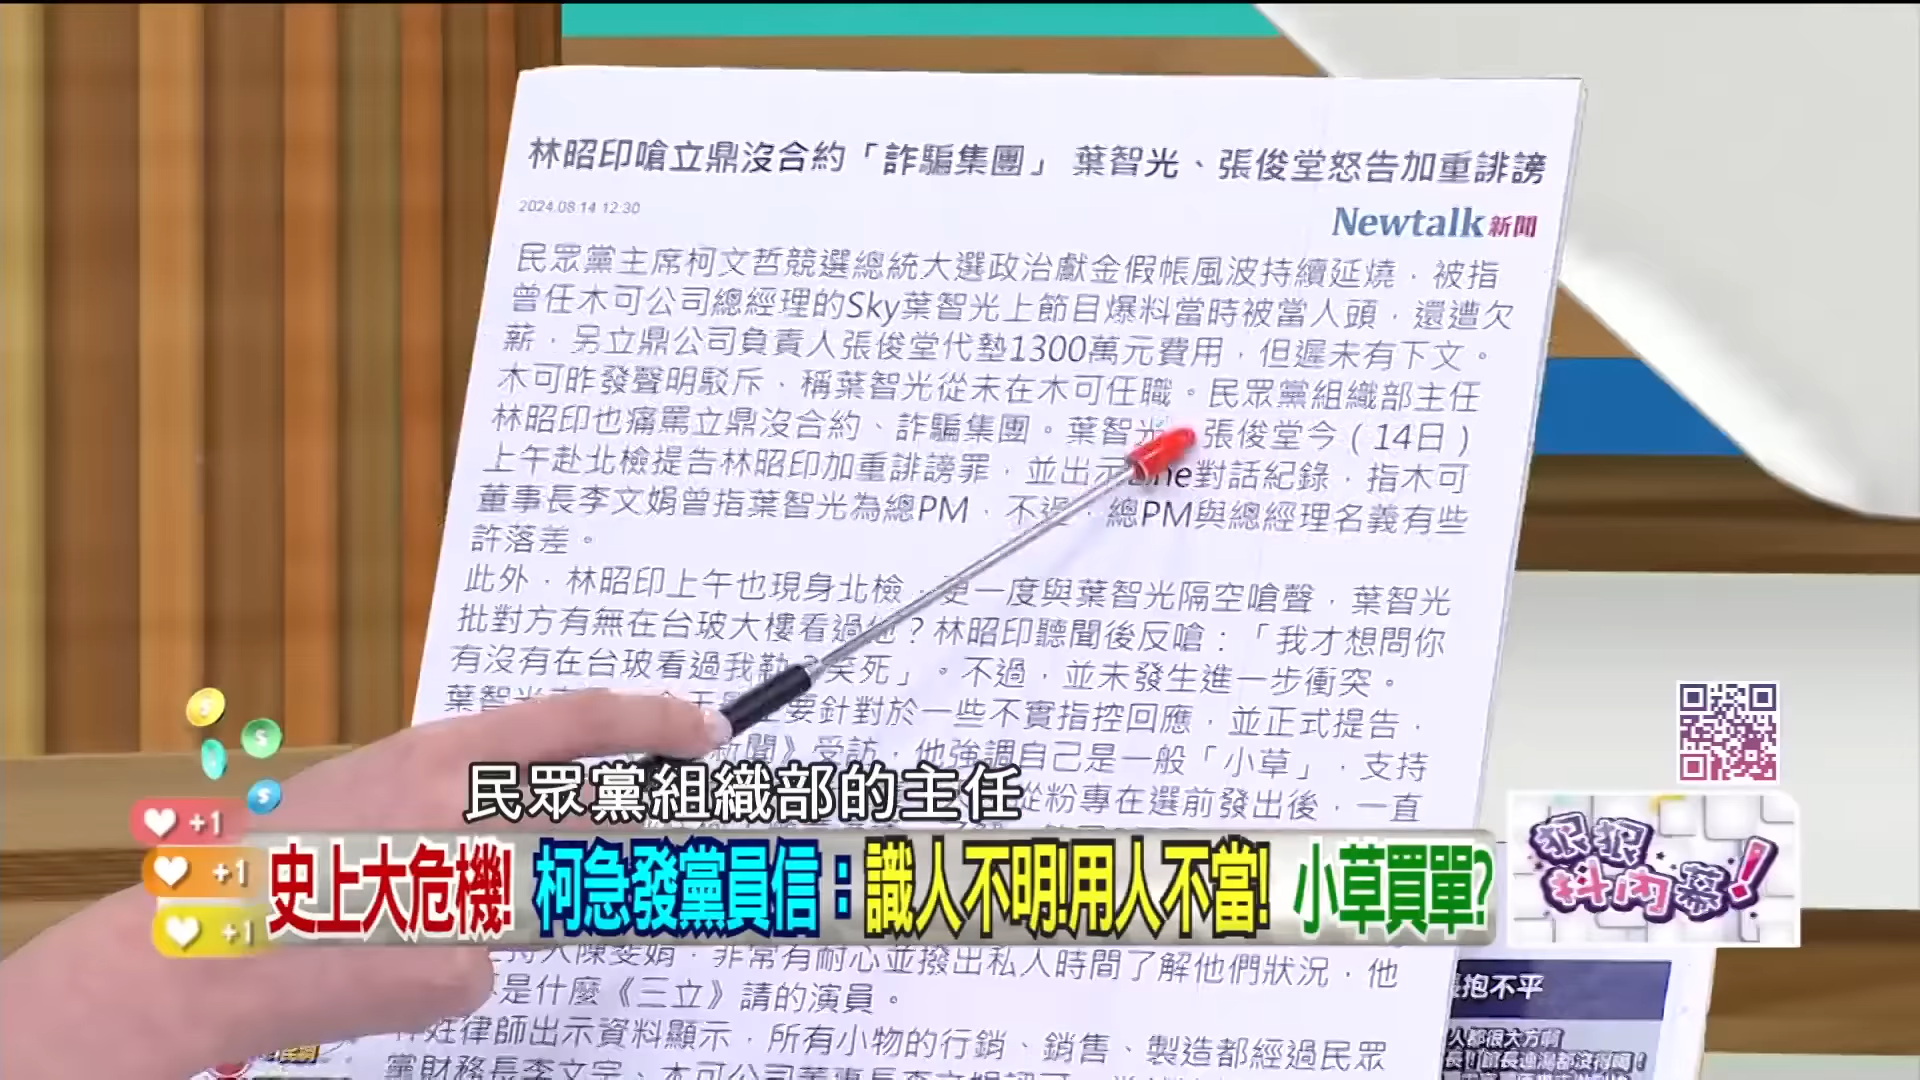 林昭印嗆立鼎沒合約「詐騙集團」 葉智光、張俊堂怒告加重誹謗
2024.08.14 12:30
Newtalk新聞
民眾黨主席柯文哲競選總統大選政治獻金假帳風波持續延燒，被指
曾任木可公司總經理的Sky葉智光上節目爆料當時被當人頭，還遭欠
薪，另立鼎公司負責人張俊堂代墊1300萬元費用，但遲未有下文。
木可昨發聲明駁斥、稱葉智光從未在木可任職。民眾黨組織部主任
林昭印也痛罵立鼎沒合約、詐騙集團。葉智光 張俊堂今（14日）
上午赴北檢提告林昭印加重誹謗罪，並出示 ne對話紀錄，指木可
董事長李文娟曾指葉智光為總PM，不過，總PM與總經理名義有些
許落差。
此外，林昭印上午也現身北檢， 更一度與葉智光隔空嗆聲，葉智光
批對方有無在台玻大樓看過他？林昭印聽聞後反嗆：「我才想問你
有沒有在台玻看過我勒 笑死」。不過，並未發生進一步衝突。
葉智光 要針對於一些不實指控回應，並正式提告，
新聞》受訪，他強調自己是一般「小草」，支持
從粉專在選前發出後，一直
民眾黨組織部的主任
史上大危機! 柯急發黨員信：識人不明!用人不當! 小草買單?
狠狠抖內幕!
+1
+1
+1
持人陳斐娟，非常有耐心並撥出私人時間了解他們狀況，他
是什麼《三立》請的演員。
律師出示資料顯示，所有小物的行銷、銷售、製造都經過民眾
黨財務長李文宗、木可公司董事長李文娟認可
抱不平
人都很大方啊